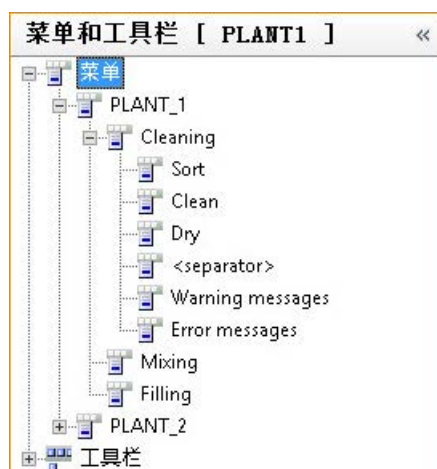 菜单和工具栏 [ PLANT1 ] «
菜单
PLANT_1
Cleaning
Sort
Clean
Dry
<separator>
Warning messages
Error messages
Mixing
Filling
PLANT_2
工具栏